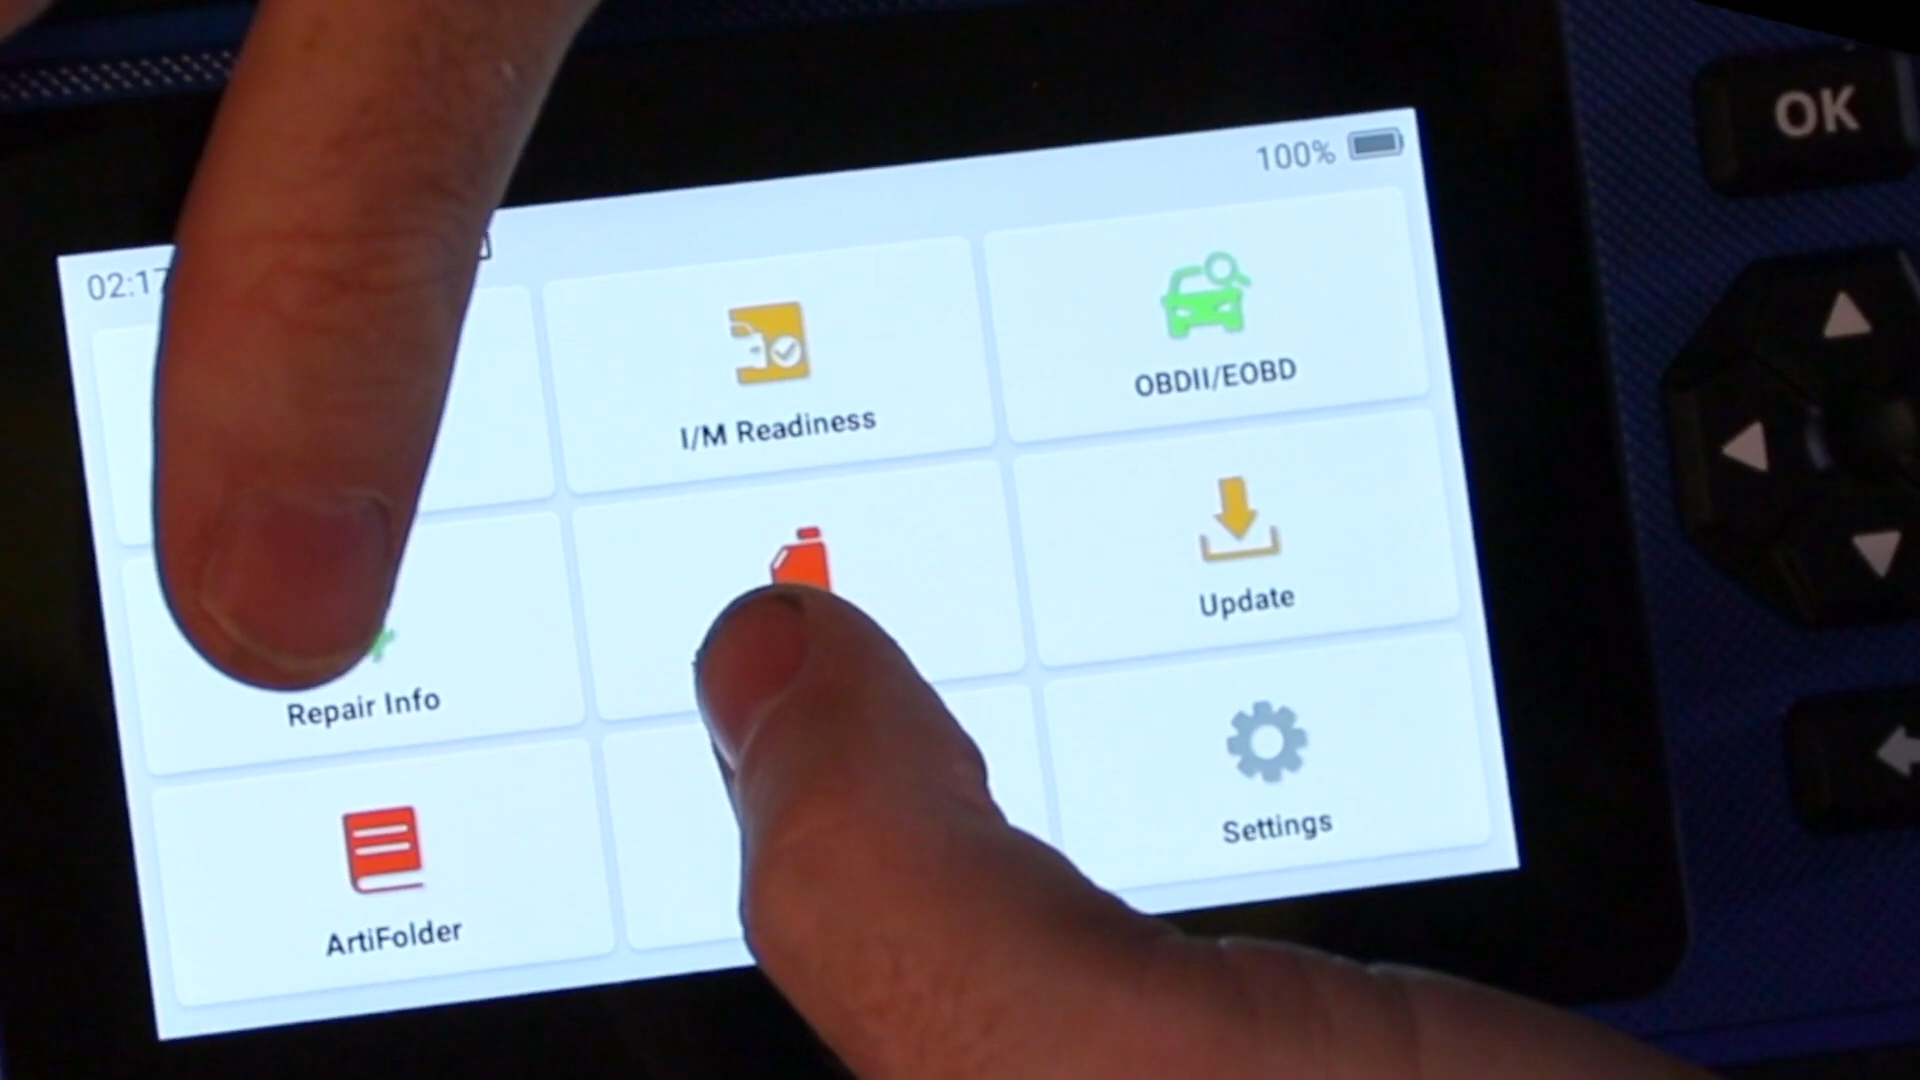 OK
100%
02:17
I/M Readiness
OBDII/EOBD
Repair Info
Update
ArtiFolder
Settings